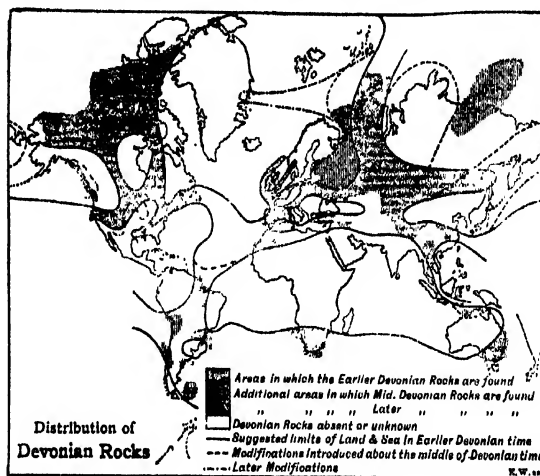 Areas in which the Earlier Devonian Rocks are found
Additional areas in which Mid. Devonian Rocks are found
" " " " Later " " " "
Devonian Rocks absent or unknown
Suggested limits of Land & Sea in Earlier Devonian time
Modifinations introduced about the middle of Devonian time
Later Modifications
Distribution of
Devonian Rocks